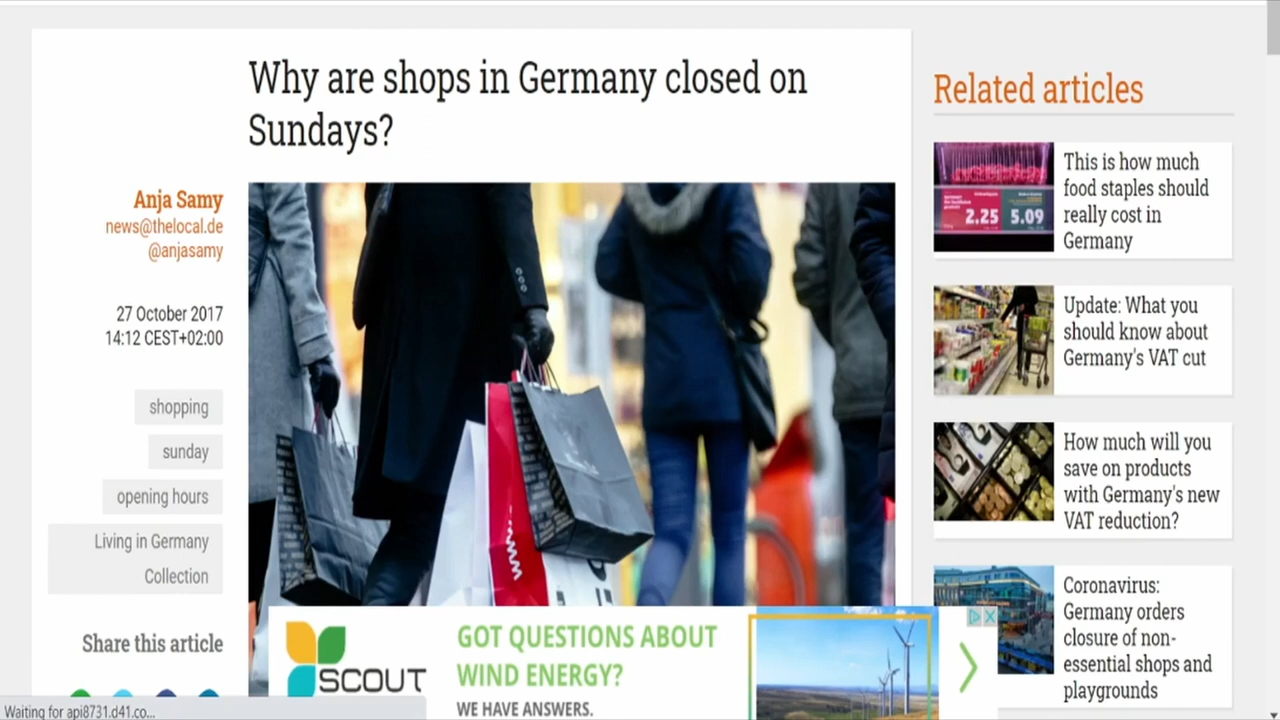 Why are shops in Germany closed on
Sundays?
Anja Samy
news@thelocal.de
@anjasamy
27 October 2017
14:12 CEST+02:00
shopping
sunday
opening hours
Living in Germany
Collection
Share this article
Related articles
2.25
5.09
This is how much
food staples should
really cost in
Germany
Update: What you
should know about
Germany's VAT cut
How much will you
save on products
with Germany's new
VAT reduction?
Coronavirus:
Germany orders
closure of non-
essential shops and
playgrounds
SCOUT
GOT QUESTIONS ABOUT
WIND ENERGY?
WE HAVE ANSWERS.
Waiting for api8731.d41.co...